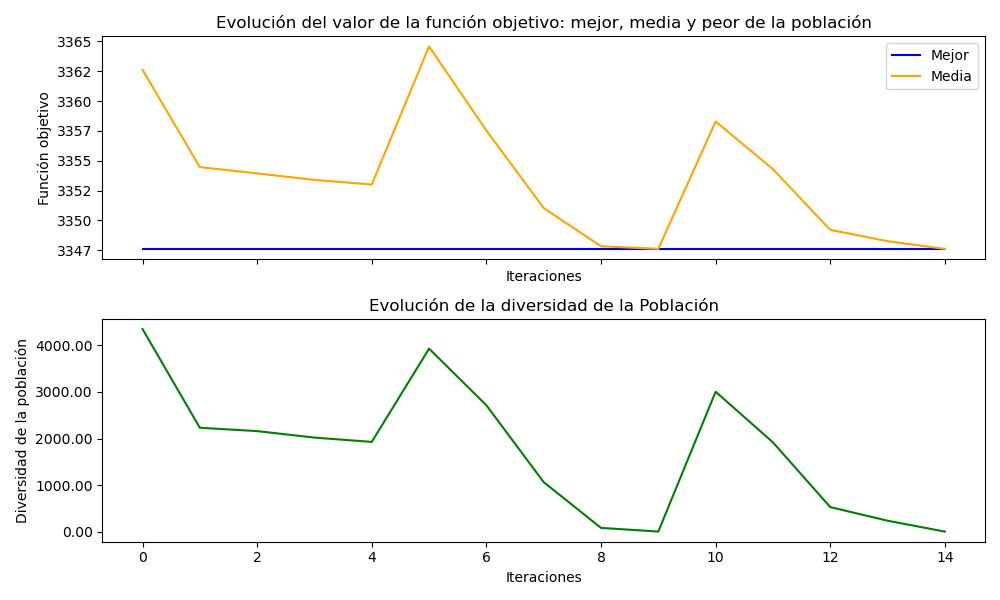 Evolución del valor de la función objetivo: mejor, media y peor de la población
Función objetivo
3365
3362
3360
3357
3355
3352
3350
3347
Mejor
Media
Iteraciones
Evolución de la diversidad de la Población
Diversidad de la población
4000.00
3000.00
2000.00
1000.00
0.00
0 2 4 6 8 10 12 14
Iteraciones